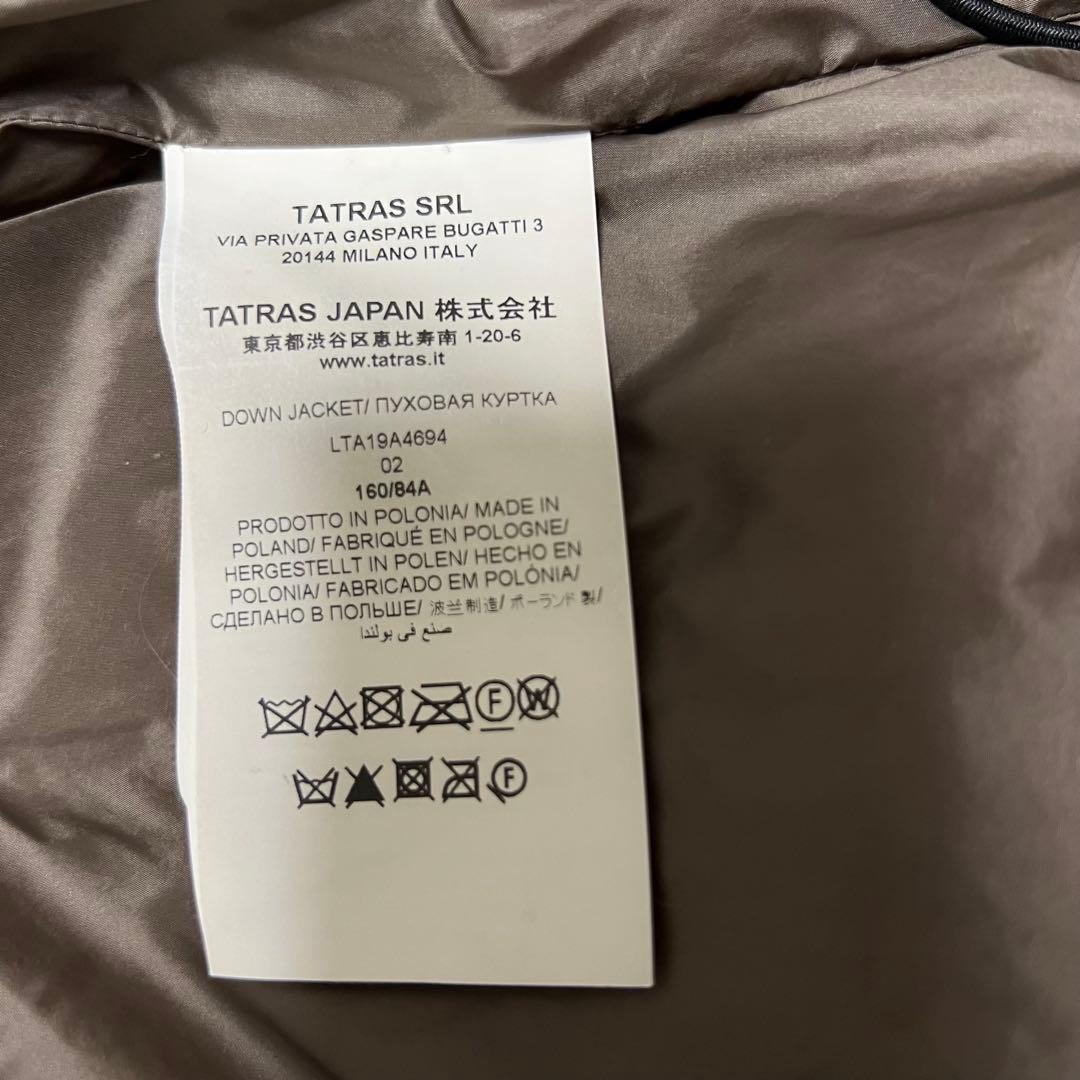 TATRAS SRL
VIA PRIVATA GASPARE BUGATTI 3
20144 MILANO ITALY
TATRAS JAPAN 株式会社
東京都渋谷区恵比寿南 1-20-6
www.tatras.it
DOWN JACKET/ ПУХОВАЯ КУРТКА
LTA19A4694
02
160/84A
PRODOTTO IN POLONIA/ MADE IN
POLAND/ FABRIQUÉ EN POLOGNE/
HERGESTELLT IN POLEN/ HECHO EN
POLONIA/ FABRICADO EM POLÓNIA/
СДЕЛАНО В ПОЛЬШЕ/ 波兰制造/ ポーランド製/
صنع في بولندا
F W
F